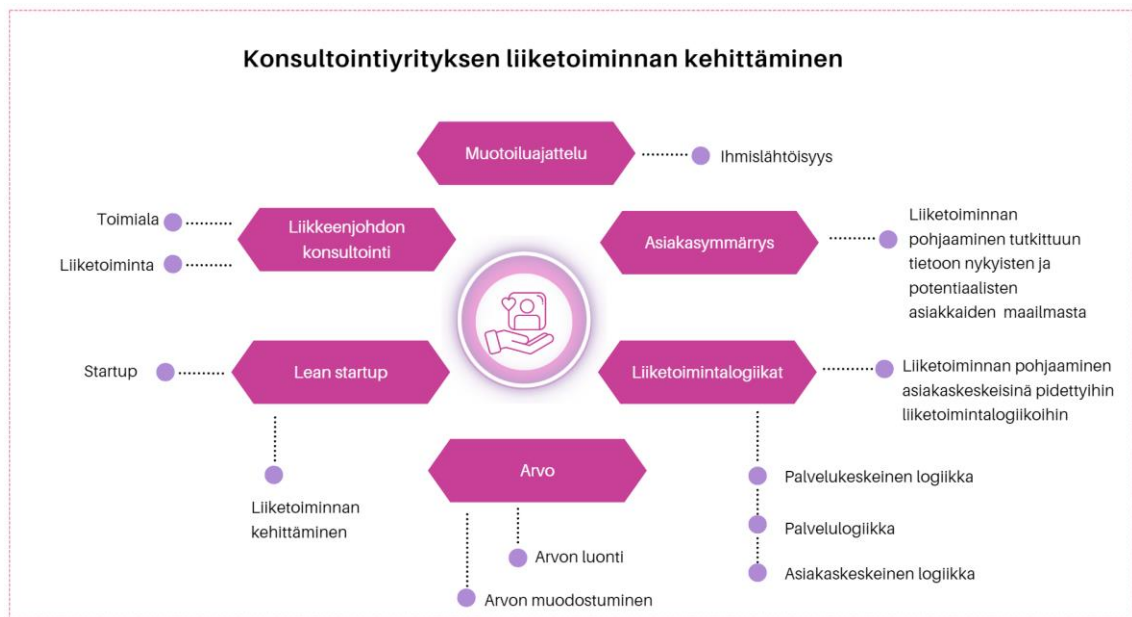 Konsultointiyrityksen liiketoiminnan kehittäminen
Muotoiluajattelu
Ihmislähtöisyys
Toimiala
Liiketoiminta
Liikkeenjohdon
konsultointi
Asiakasymmärrys
Liiketoiminnan
pohjaaminen tutkittuun
tietoon nykyisten ja
potentiaalisten
asiakkaiden maailmasta
Startup
Lean startup
Liiketoimintalogiikat
Liiketoiminnan pohjaaminen
asiakaskeskeisinä pidettyihin
liiketoimintalogiikoihin
Liiketoiminnan
kehittäminen
Arvo
Arvon luonti
Arvon muodostuminen
Palvelukeskeinen logiikka
Palvelulogiikka
Asiakaskeskeinen logiikka